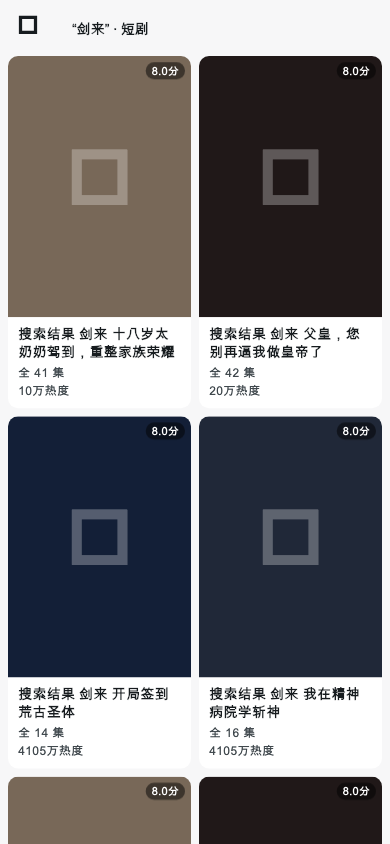 “剑来” · 短剧
8.0分
8.0分
搜索结果 剑来 十八岁太
奶奶驾到，重整家族荣耀
全 41 集
10万热度
搜索结果 剑来 父皇，您
别再逼我做皇帝了
全 42 集
20万热度
8.0分
8.0分
搜索结果 剑来 开局签到
荒古圣体
全 14 集
4105万热度
搜索结果 剑来 我在精神
病院学斩神
全 16 集
4105万热度
8.0分
8.0分